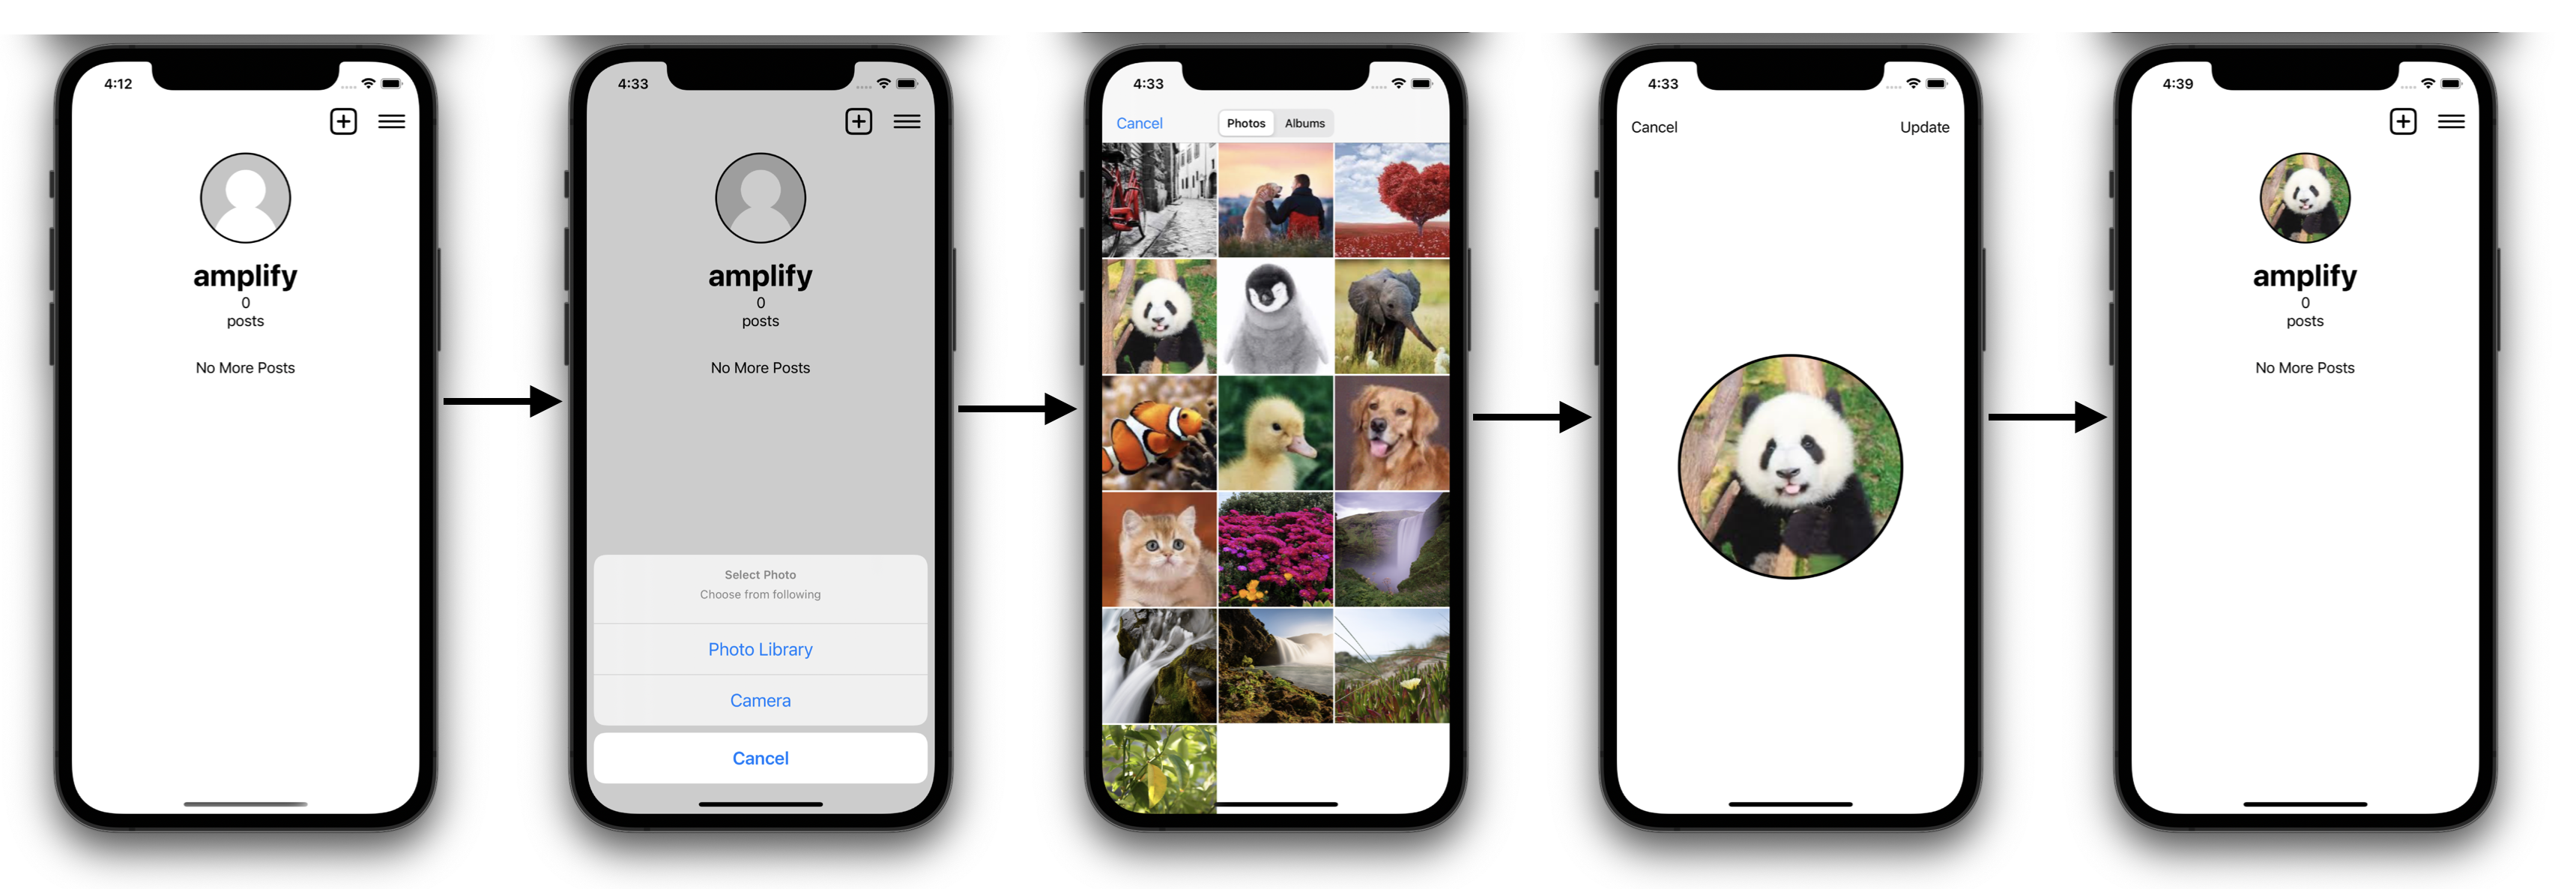 4:12
amplify
0
posts
No More Posts
4:33
amplify
0
posts
No More Posts
Select Photo
Choose from following
Photo Library
Camera
Cancel
4:33
Cancel Photos Albums
4:33
Cancel Update
4:39
amplify
0
posts
No More Posts